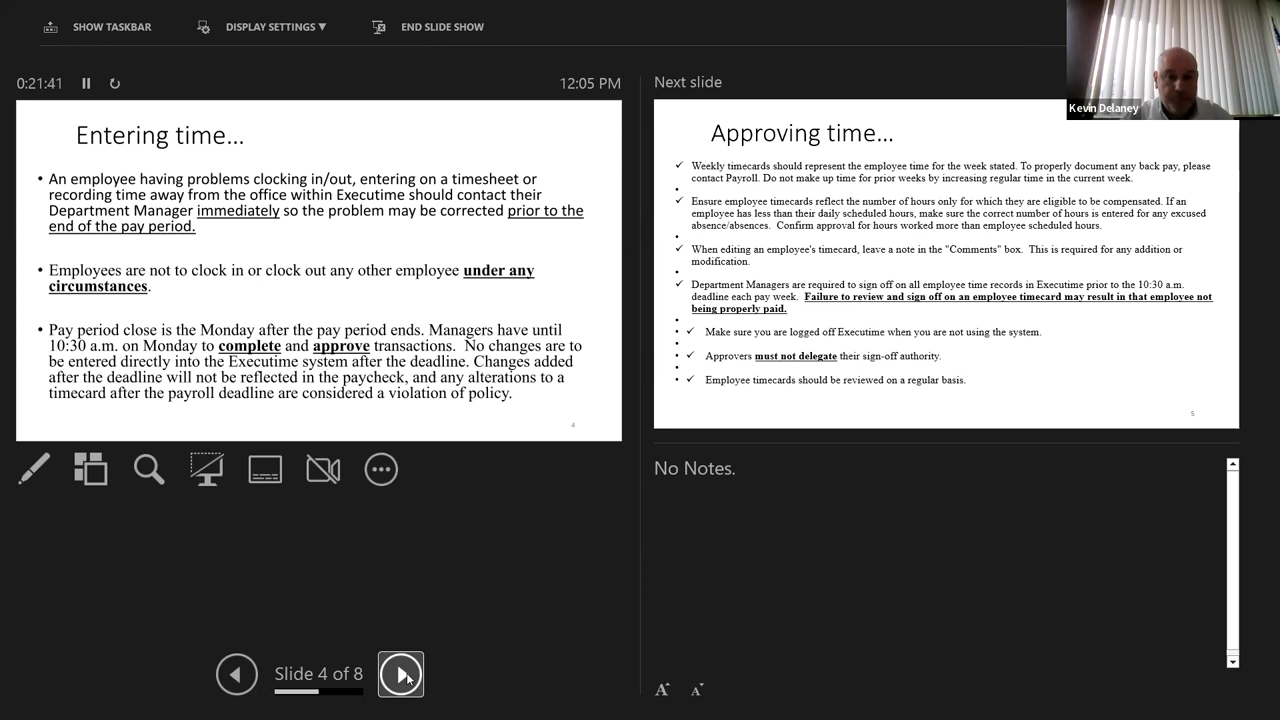 SHOW TASKBAR
DISPLAY SETTINGS ▼
END SLIDE SHOW
0:21:41
12:05 PM
Entering time...
• An employee having problems clocking in/out, entering on a timesheet or
recording time away from the office within Executime should contact their
Department Manager immediately so the problem may be corrected prior to the
end of the pay period.
• Employees are not to clock in or clock out any other employee under any
circumstances.
• Pay period close is the Monday after the pay period ends. Managers have until
10:30 a.m. on Monday to complete and approve transactions.  No changes are to
be entered directly into the Executime system after the deadline. Changes added
after the deadline will not be reflected in the paycheck, and any alterations to a
timecard after the payroll deadline are considered a violation of policy.
4
Slide 4 of 8
Next slide
Kevin Delaney
Approving time...
✓ Weekly timecards should represent the employee time for the week stated. To properly document any back pay, please
contact Payroll. Do not make up time for prior weeks by increasing regular time in the current week.
•
✓ Ensure employee timecards reflect the number of hours only for which they are eligible to be compensated. If an
employee has less than their daily scheduled hours, make sure the correct number of hours is entered for any excused
absence/absences.  Confirm approval for hours worked more than employee scheduled hours.
•
✓ When editing an employee's timecard, leave a note in the "Comments" box.  This is required for any addition or
modification.
•
✓ Department Managers are required to sign off on all employee time records in Executime prior to the 10:30 a.m.
deadline each pay week.  Failure to review and sign off on an employee timecard may result in that employee not
being properly paid.
•
• ✓ Make sure you are logged off Executime when you are not using the system.
•
• ✓ Approvers must not delegate their sign-off authority.
•
• ✓ Employee timecards should be reviewed on a regular basis.
5
No Notes.
A A